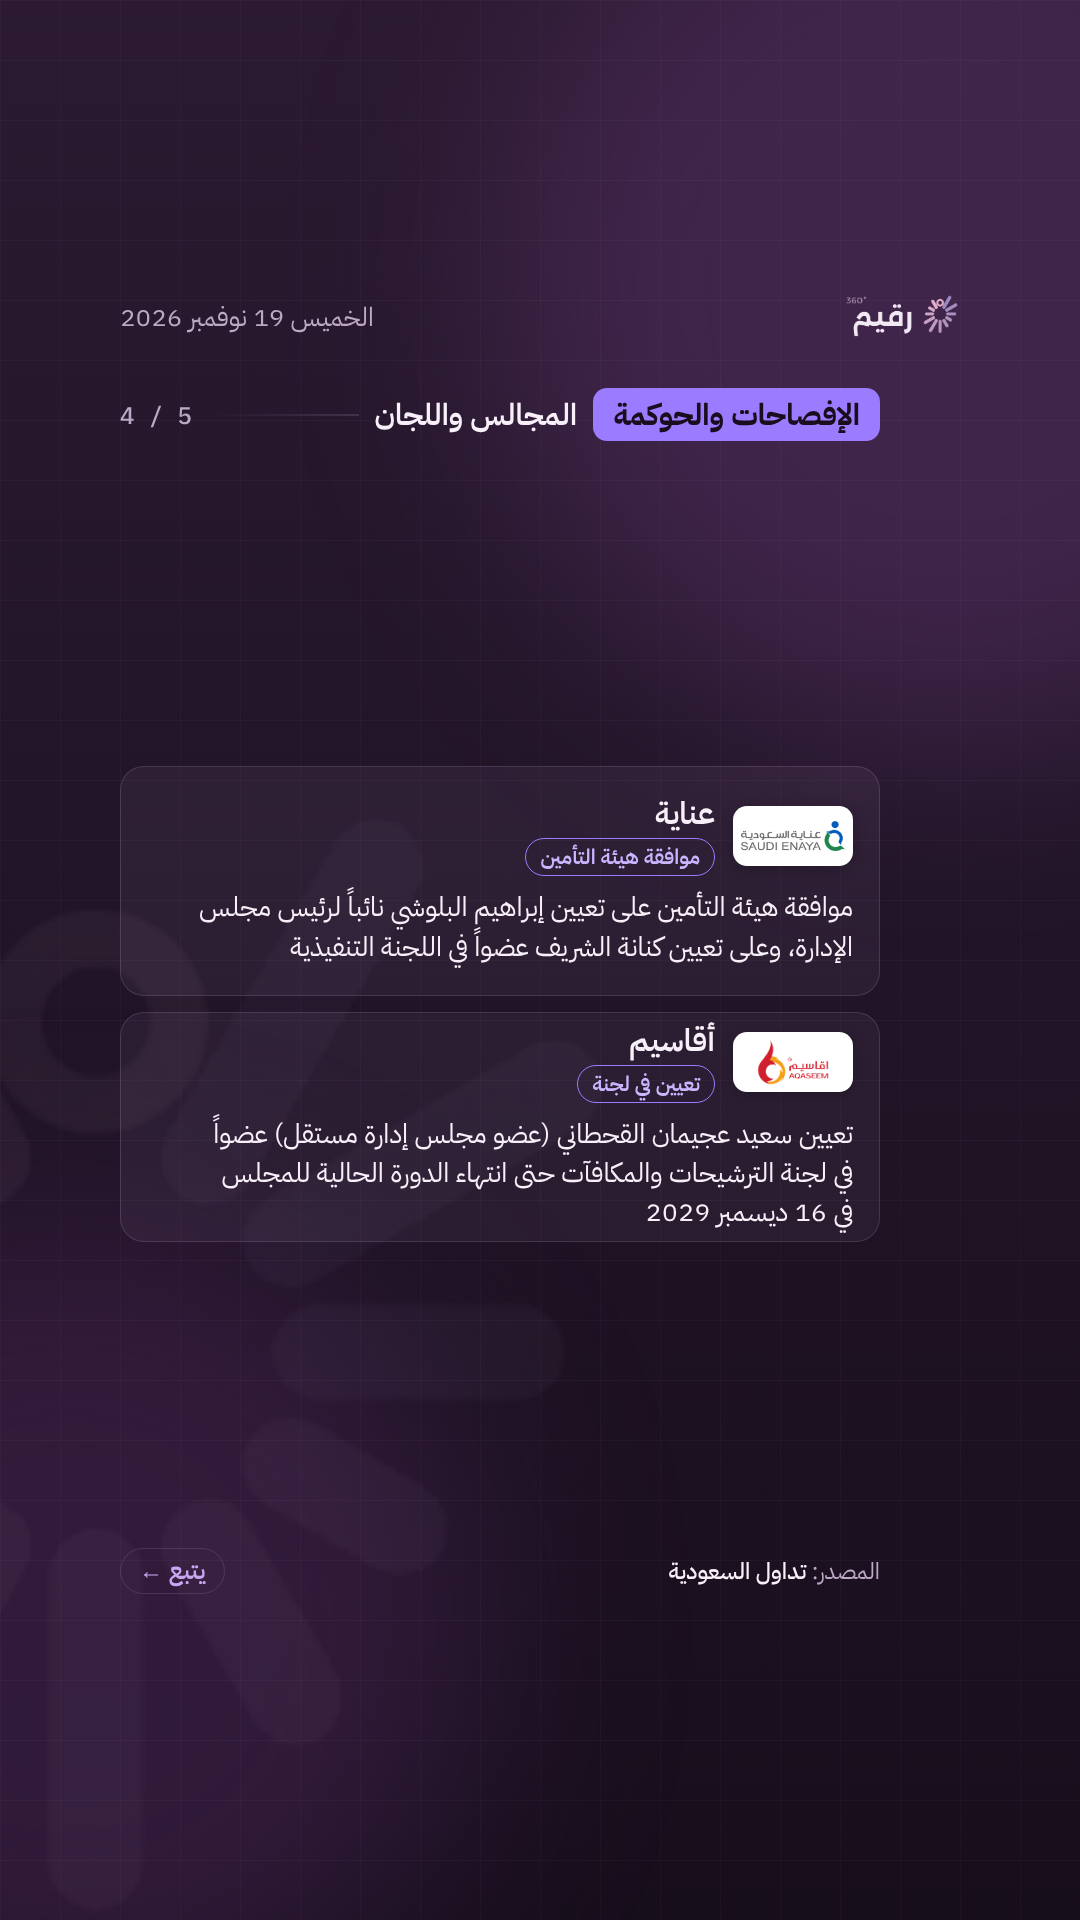 رقيم 360°
الخميس 19 نوفمبر 2026
الإفصاحات والحوكمة
المجالس واللجان
4 / 5
عناية السعودية
SAUDI ENAYA
عناية
موافقة هيئة التأمين
موافقة هيئة التأمين على تعيين إبراهيم البلوشي نائباً لرئيس مجلس
الإدارة، وعلى تعيين كنانة الشريف عضواً في اللجنة التنفيذية
اقاسيم
AQASEEM
أقاسيم
تعيين في لجنة
تعيين سعيد عجيمان القحطاني (عضو مجلس إدارة مستقل) عضواً
في لجنة الترشيحات والمكافآت حتى انتهاء الدورة الحالية للمجلس
في 16 ديسمبر 2029
المصدر: تداول السعودية
يتبع ←